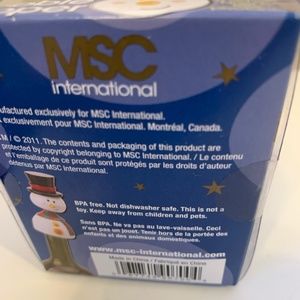 MSC
international
ufactured exclusively for MSC International.
exclusivement pour MSC International. Montréal, Canada.
TM / © 2011, The contents and packaging of this product are
protected by copyright belonging to MSC International. / Le contenu
et l'emballage de ce produit sont protégés par les droits d'auteur
détenus par MSC International.
BPA free. Not dishwasher safe. This is not a
toy. Keep away from children and pets.
Sans BPA. Ne va pas au lave-vaisselle. Ceci
n'est pas un jouet. Tenir hors de la portée des
enfants et des animaux domestiques.
www.msc-international.com
Made in China / Fabriqué en Chine